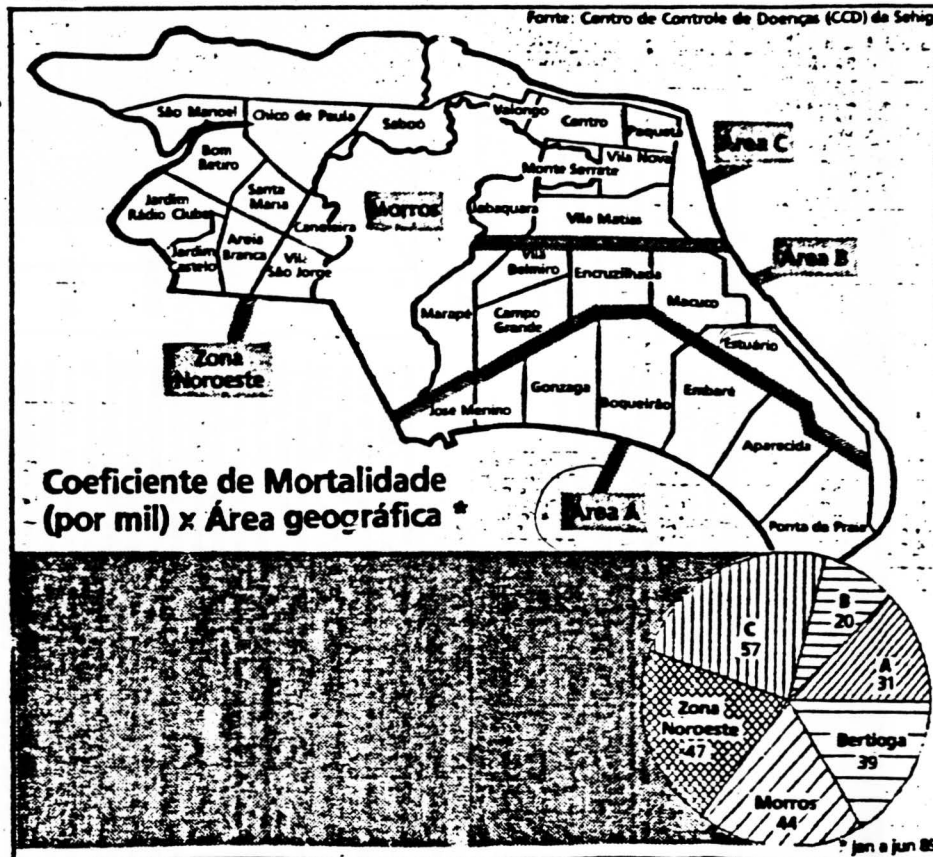 Fonte: Centro de Controle de Doenças (CCD) da Sehig
São Manoel
Chico de Paula
Saboó
Valongo
Centro
Paquetá
Área C
Bom
Retiro
Monte Serrate
Vila Nova
Santa
Maria
Jardim
Rádio Clube
Caneleira
Morros
Jabaquara
Vila Matias
Areia
Branca
Jardim
Castelo
Vila
São Jorge
Área B
Vila
Belmiro
Encruzilhada
Macuco
Marapé
Campo
Grande
Estuário
Zona
Noroeste
José Menino
Gonzaga
Boqueirão
Embaré
Aparecida
Coeficiente de Mortalidade
(por mil) x Área geográfica *
Área A
Ponta da Praia
C
57
B
20
A
31
Zona
Noroeste
47
Bertioga
39
Morros
44
* jan a jun 89